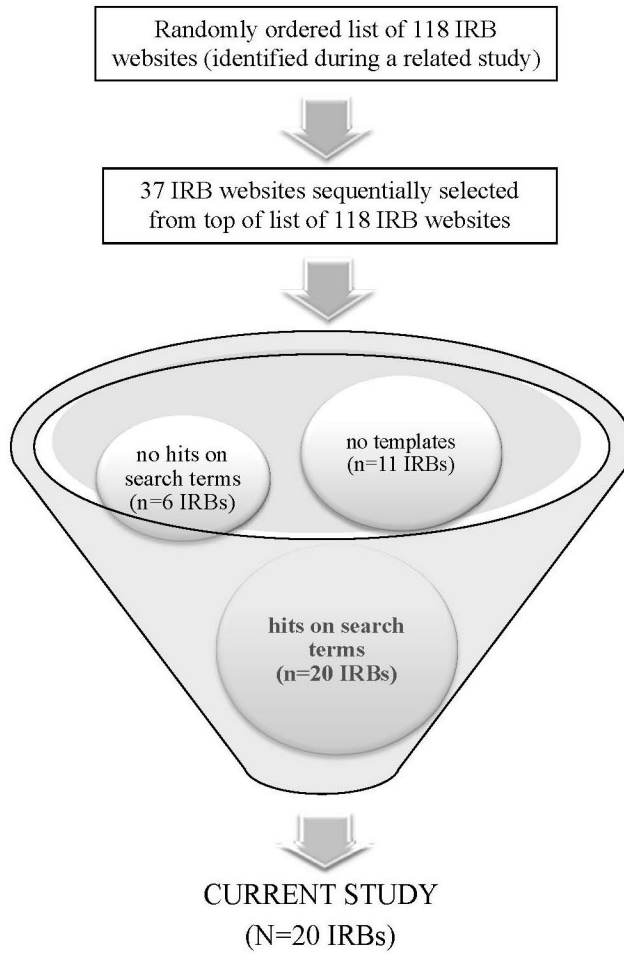 Randomly ordered list of 118 IRB
websites (identified during a related study)
37 IRB websites sequentially selected
from top of list of 118 IRB websites
no hits on
search terms
(n=6 IRBs)
no templates
(n=11 IRBs)
hits on search
terms
(n=20 IRBs)
CURRENT STUDY
(N=20 IRBs)